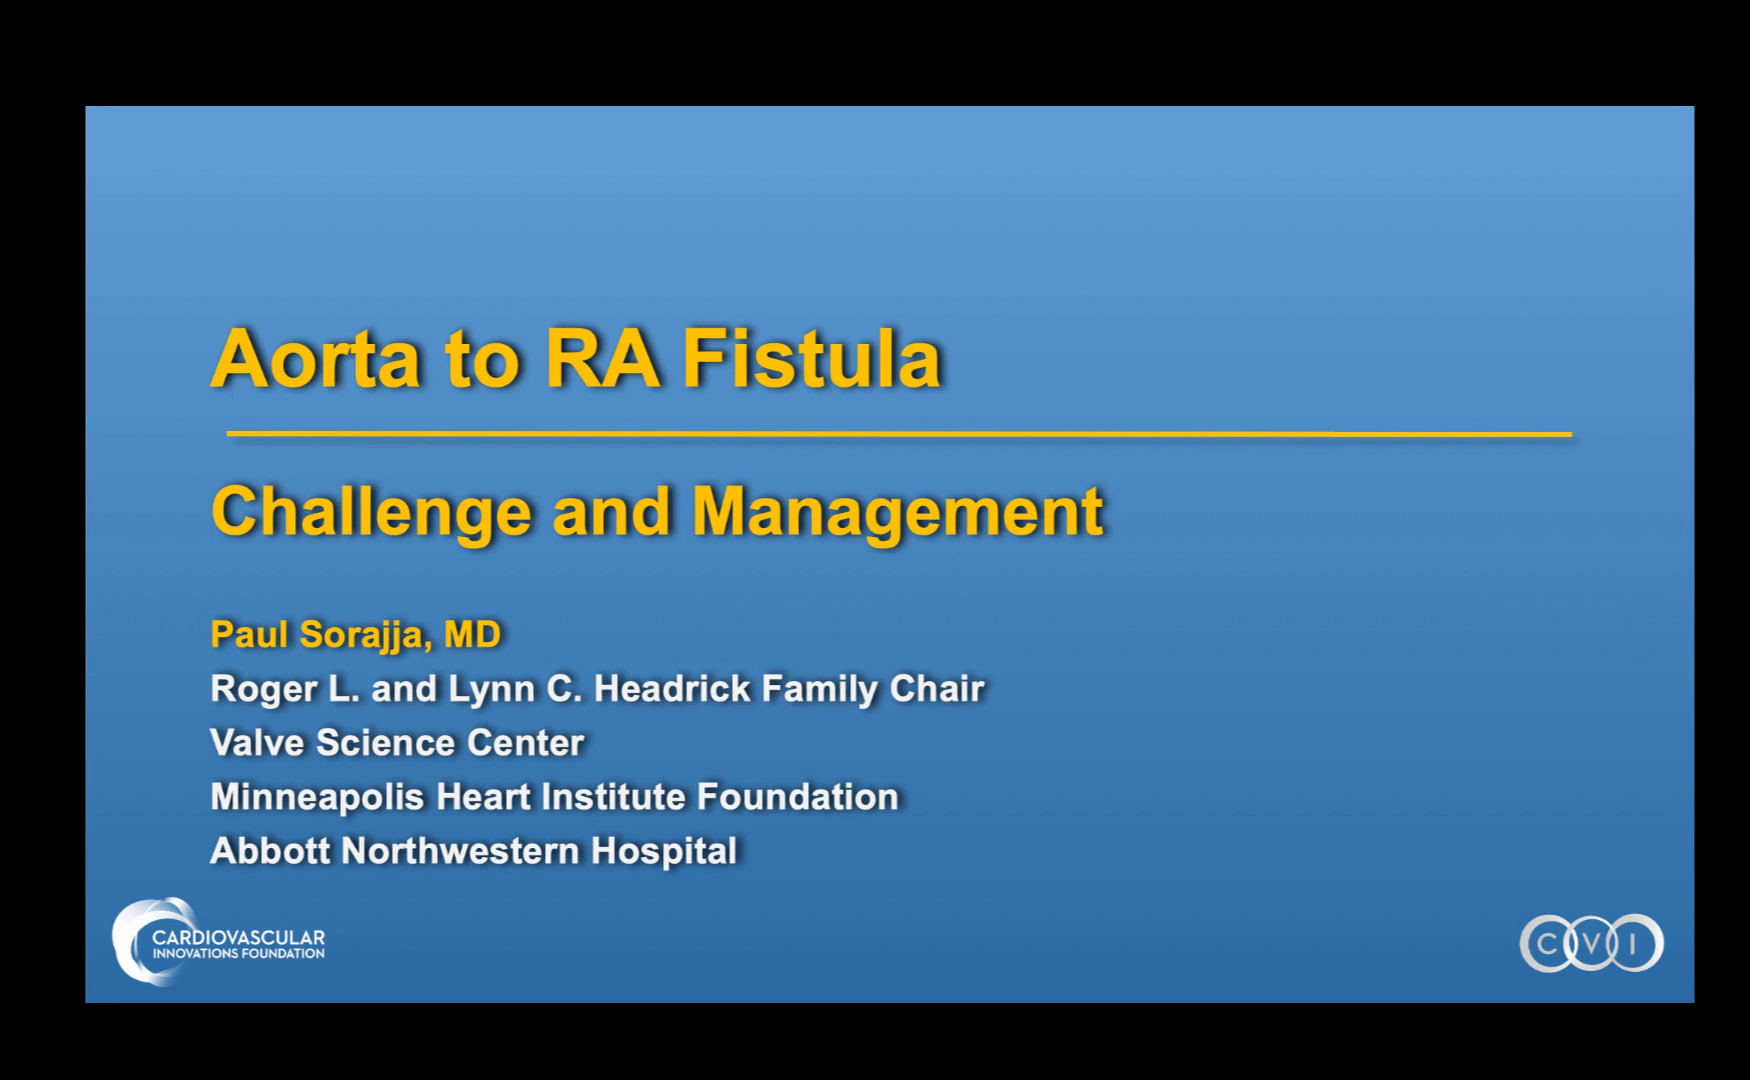 Aorta to RA Fistula
Challenge and Management
Paul Sorajja, MD
Roger L. and Lynn C. Headrick Family Chair
Valve Science Center
Minneapolis Heart Institute Foundation
Abbott Northwestern Hospital
CARDIOVASCULAR
INNOVATIONS FOUNDATION
CVI